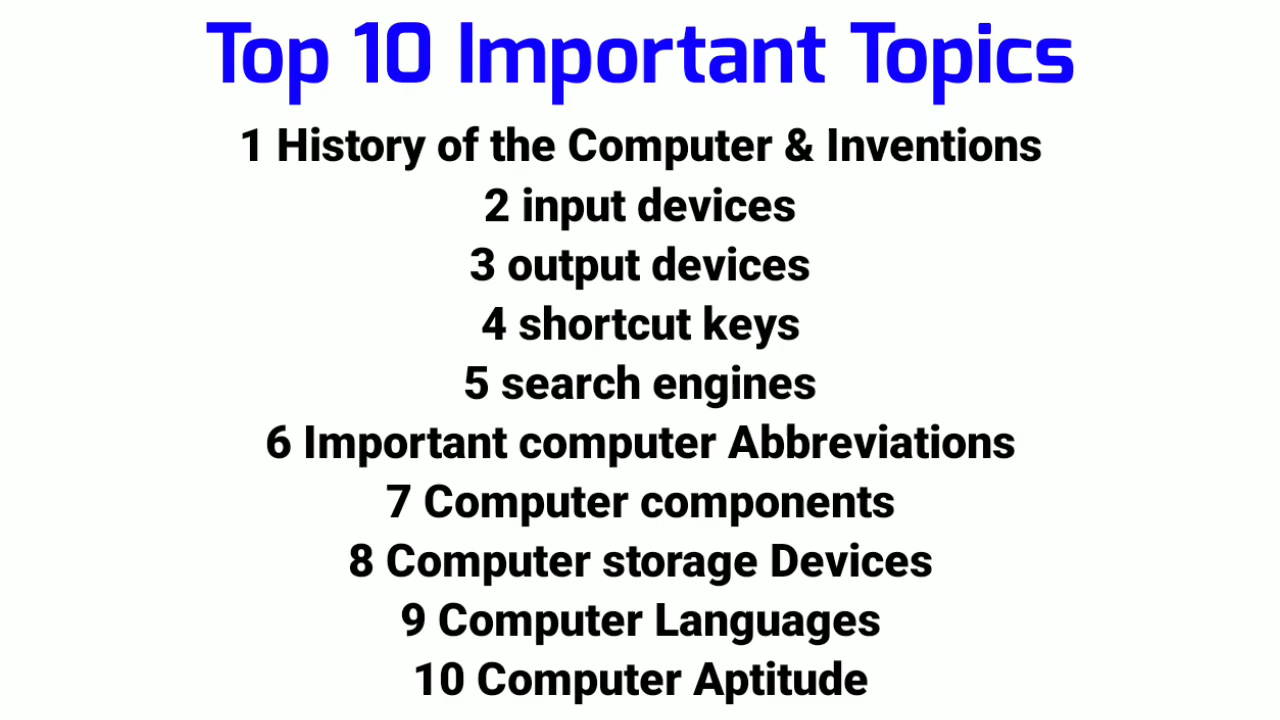 Top 10 Important Topics
1 History of the Computer & Inventions
2 input devices
3 output devices
4 shortcut keys
5 search engines
6 Important computer Abbreviations
7 Computer components
8 Computer storage Devices
9 Computer Languages
10 Computer Aptitude